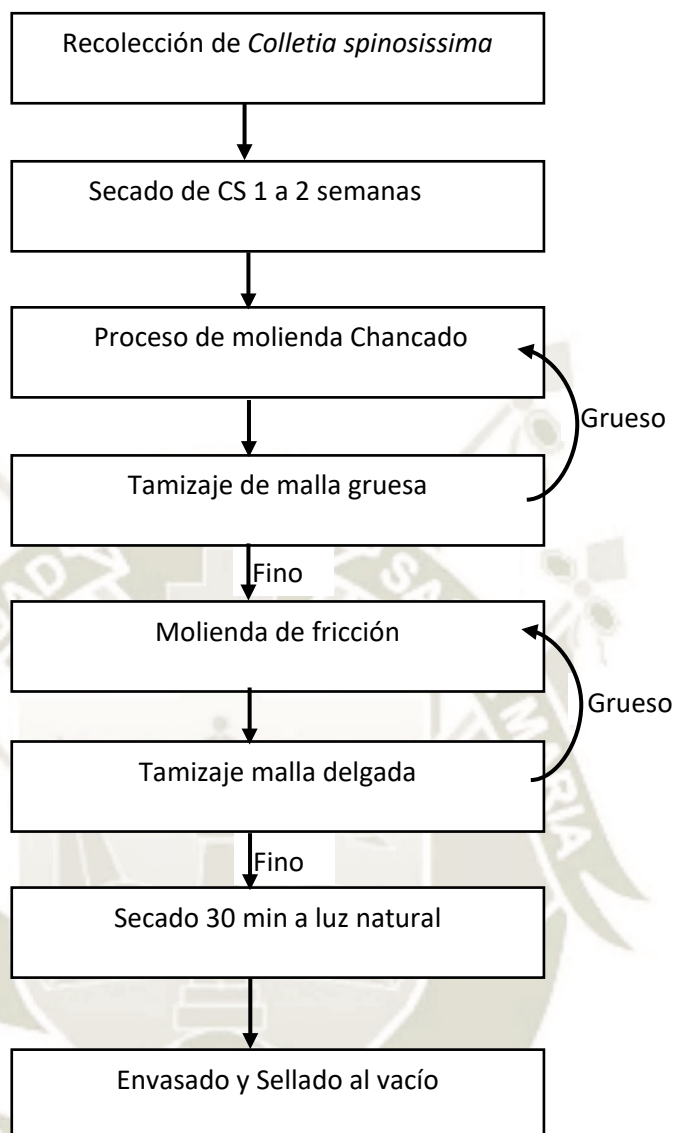 Recolección de Colletia spinosissima
Secado de CS 1 a 2 semanas
Proceso de molienda Chancado
Grueso
Tamizaje de malla gruesa
Fino
Molienda de fricción
Grueso
Tamizaje malla delgada
Fino
Secado 30 min a luz natural
Envasado y Sellado al vacío